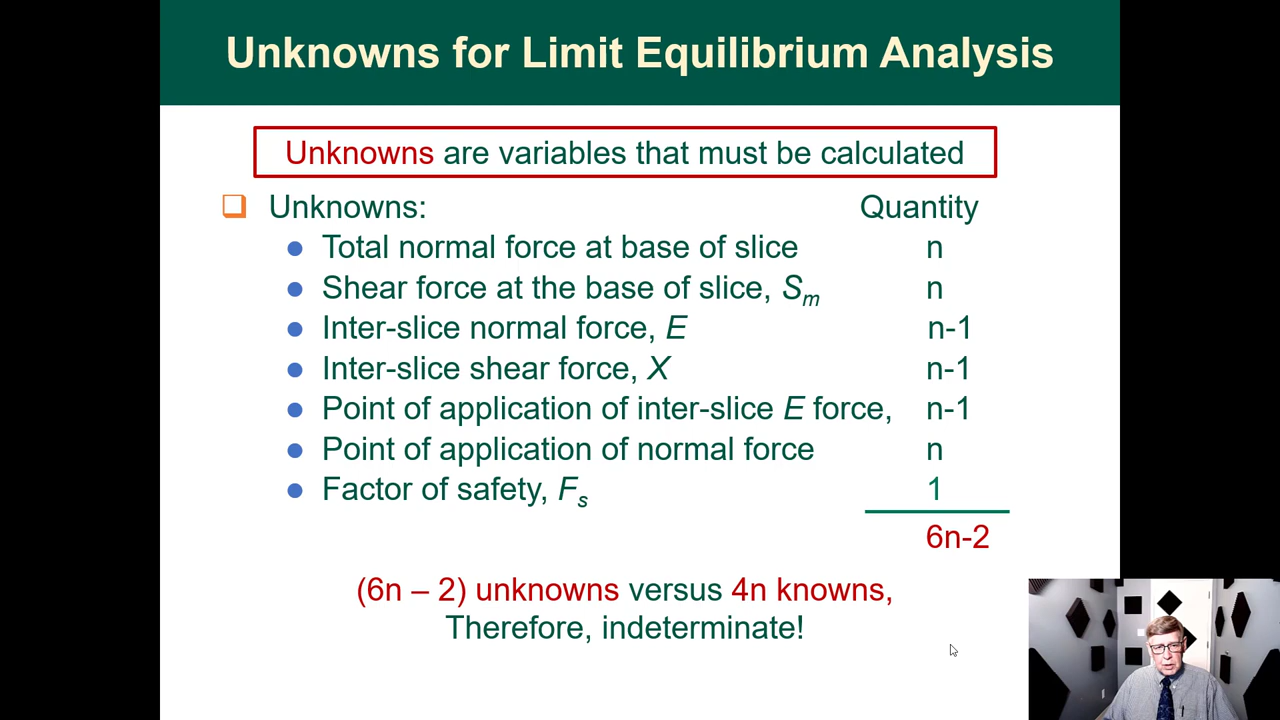 Unknowns for Limit Equilibrium Analysis
Unknowns are variables that must be calculated
Unknowns: Quantity
Total normal force at base of slice n
Shear force at the base of slice, Sm n
Inter-slice normal force, E n-1
Inter-slice shear force, X n-1
Point of application of inter-slice E force, n-1
Point of application of normal force n
Factor of safety, Fs 1
6n-2
(6n – 2) unknowns versus 4n knowns,
Therefore, indeterminate!